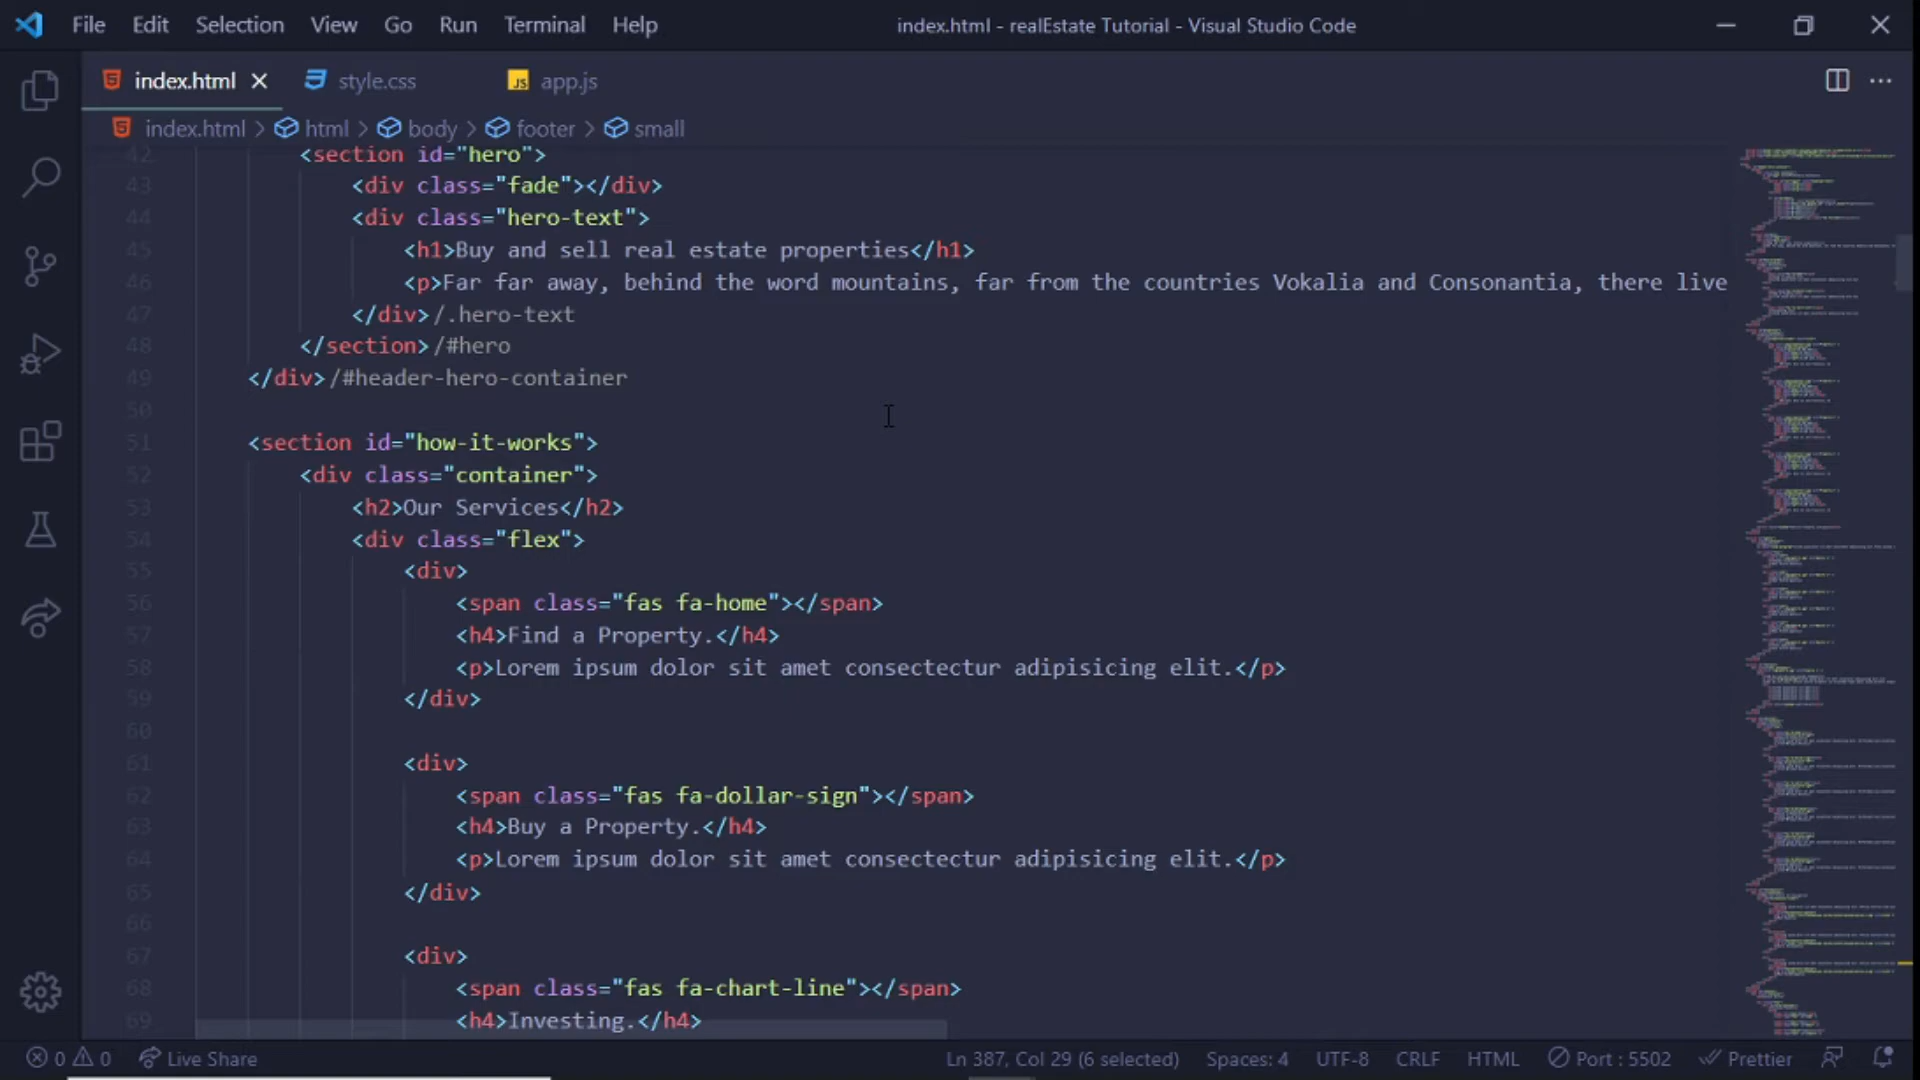 File Edit Selection View Go Run Terminal Help index.html - realEstate Tutorial - Visual Studio Code
index.html style.css JS app.js
index.html > html > body > footer > small
42 <section id="hero">
43 <div class="fade"></div>
44 <div class="hero-text">
45 <h1>Buy and sell real estate properties</h1>
46 <p>Far far away, behind the word mountains, far from the countries Vokalia and Consonantia, there live
47 </div>/.hero-text
48 </section>/#hero
49 </div>/#header-hero-container
50
51 <section id="how-it-works">
52 <div class="container">
53 <h2>Our Services</h2>
54 <div class="flex">
55 <div>
56 <span class="fas fa-home"></span>
57 <h4>Find a Property.</h4>
58 <p>Lorem ipsum dolor sit amet consectectur adipisicing elit.</p>
59 </div>
60
61 <div>
62 <span class="fas fa-dollar-sign"></span>
63 <h4>Buy a Property.</h4>
64 <p>Lorem ipsum dolor sit amet consectectur adipisicing elit.</p>
65 </div>
66
67 <div>
68 <span class="fas fa-chart-line"></span>
69 <h4>Investing.</h4>
0 0 Live Share Ln 387, Col 29 (6 selected) Spaces: 4 UTF-8 CRLF HTML Port : 5502 Prettier